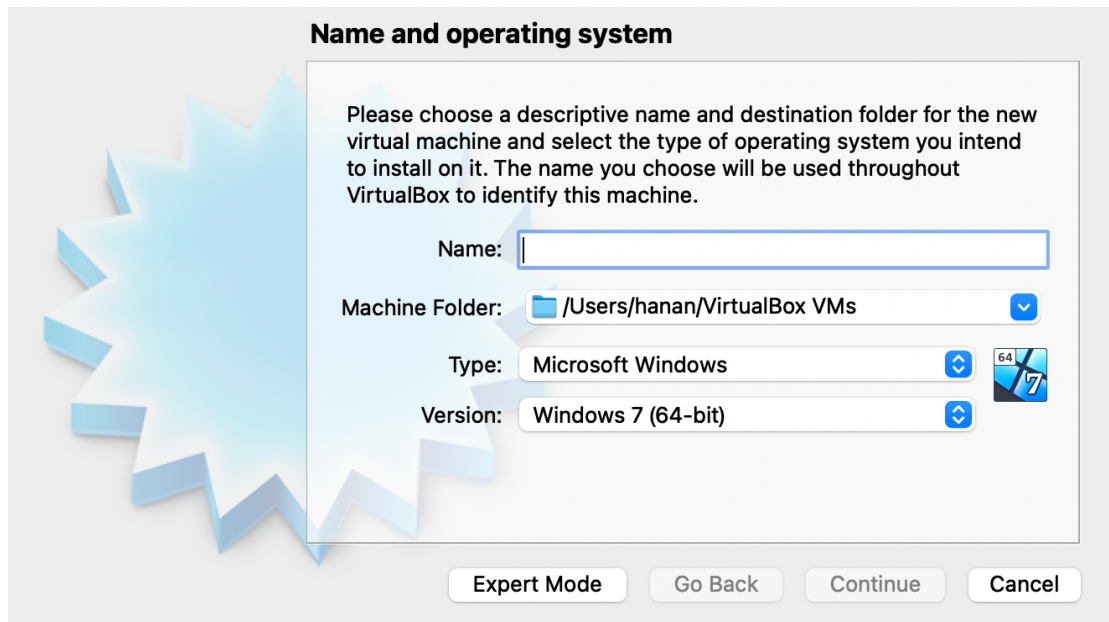 Name and operating system
Please choose a descriptive name and destination folder for the new
virtual machine and select the type of operating system you intend
to install on it. The name you choose will be used throughout
VirtualBox to identify this machine.
Name:
Machine Folder: /Users/hanan/VirtualBox VMs
Type: Microsoft Windows
64
7
Version: Windows 7 (64-bit)
Expert Mode Go Back Continue Cancel